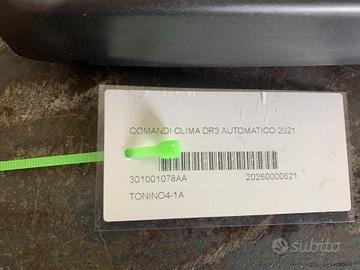 COMANDI CLIMA DR3 AUTOMATICO 2021
301001078AA 20260000621
TONINO4-1A
subito